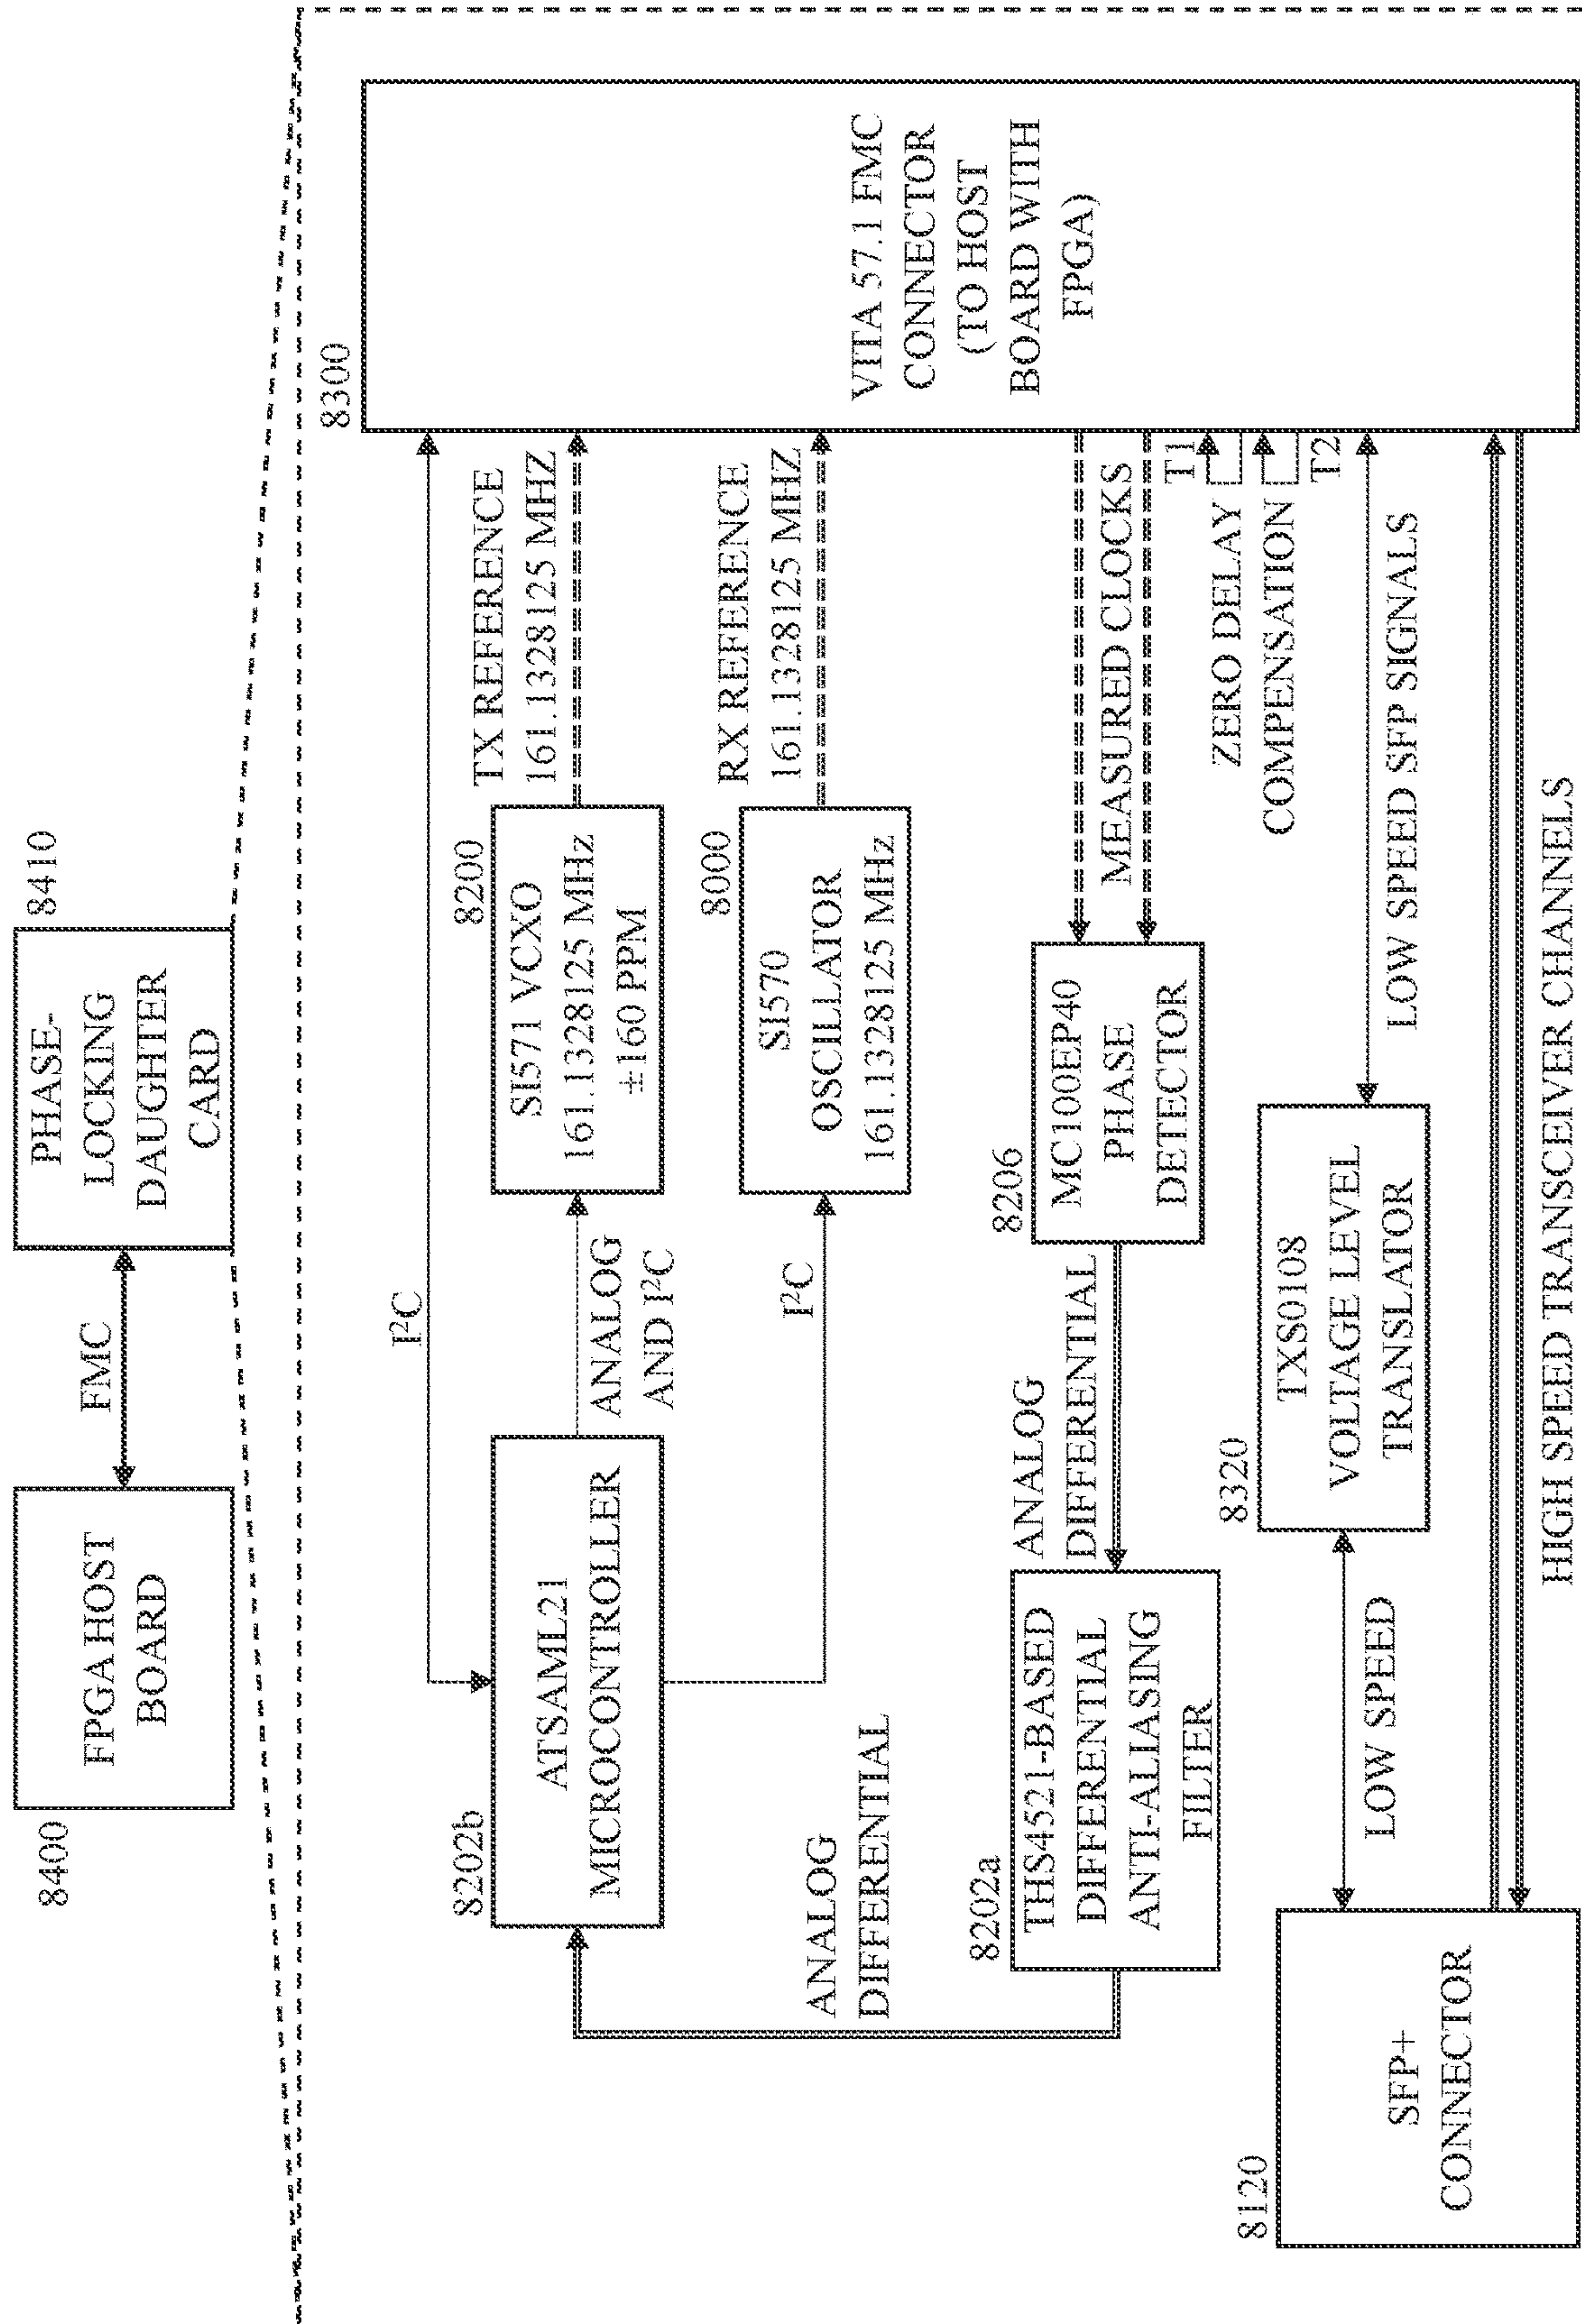 8400
FPGA HOST
BOARD
FMC
8410
PHASE-
LOCKING
DAUGHTER
CARD
8300
VITA 57.1 FMC
CONNECTOR
(TO HOST
BOARD WITH
FPGA)
I²C
8202b
ATSAML21
MICROCONTROLLER
ANALOG
AND I²C
8200
SI571 VCXO
161.1328125 MHz
±160 PPM
TX REFERENCE
161.1328125 MHZ
I²C
8000
SI570
OSCILLATOR
161.1328125 MHz
RX REFERENCE
161.1328125 MHZ
ANALOG
DIFFERENTIAL
8202a
THS4521-BASED
DIFFERENTIAL
ANTI-ALIASING
FILTER
ANALOG
DIFFERENTIAL
8206
MC100EP40
PHASE
DETECTOR
MEASURED CLOCKS
T1
ZERO DELAY
COMPENSATION
T2
8120
SFP+
CONNECTOR
LOW SPEED
8320
TXS0108
VOLTAGE LEVEL
TRANSLATOR
LOW SPEED SFP SIGNALS
HIGH SPEED TRANSCEIVER CHANNELS